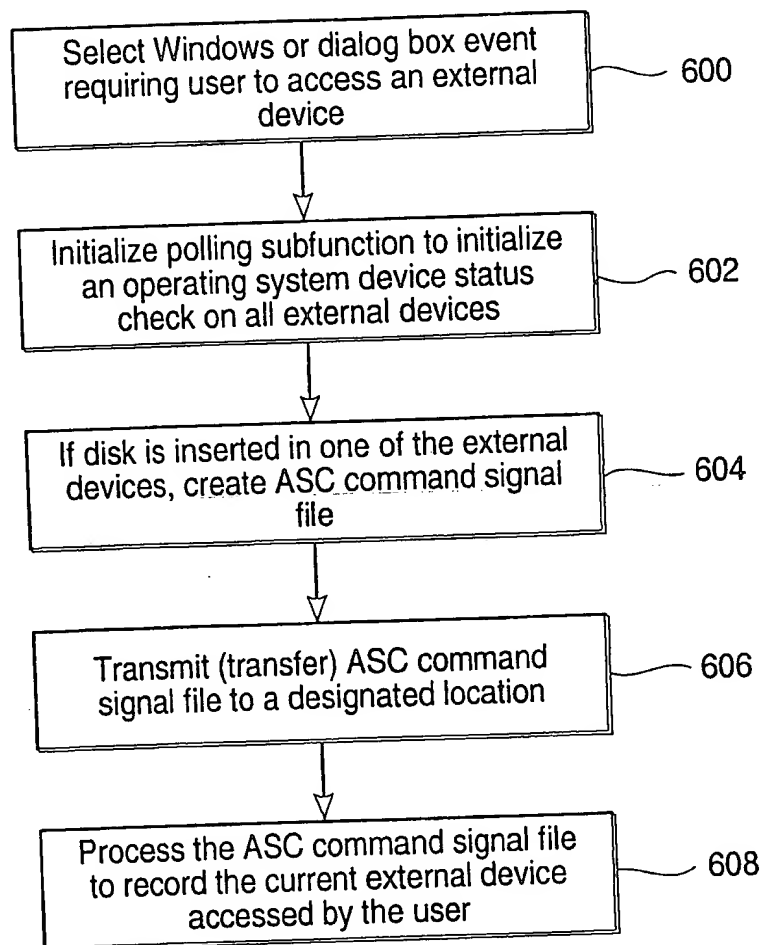 Select Windows or dialog box event
requiring user to access an external
device
600
Initialize polling subfunction to initialize
an operating system device status
check on all external devices
602
If disk is inserted in one of the external
devices, create ASC command signal
file
604
Transmit (transfer) ASC command
signal file to a designated location
606
Process the ASC command signal file
to record the current external device
accessed by the user
608